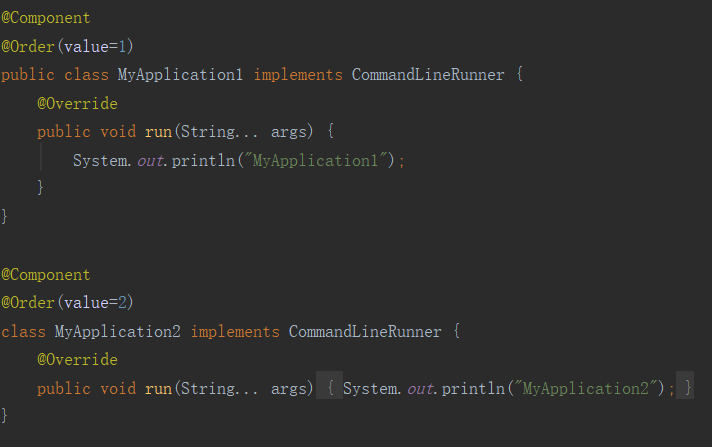 @Component
@Order(value=1)
public class MyApplication1 implements CommandLineRunner {
    @Override
    public void run(String... args) {
        System.out.println("MyApplication1");
    }
}

@Component
@Order(value=2)
class MyApplication2 implements CommandLineRunner {
    @Override
    public void run(String... args) { System.out.println("MyApplication2"); }
}